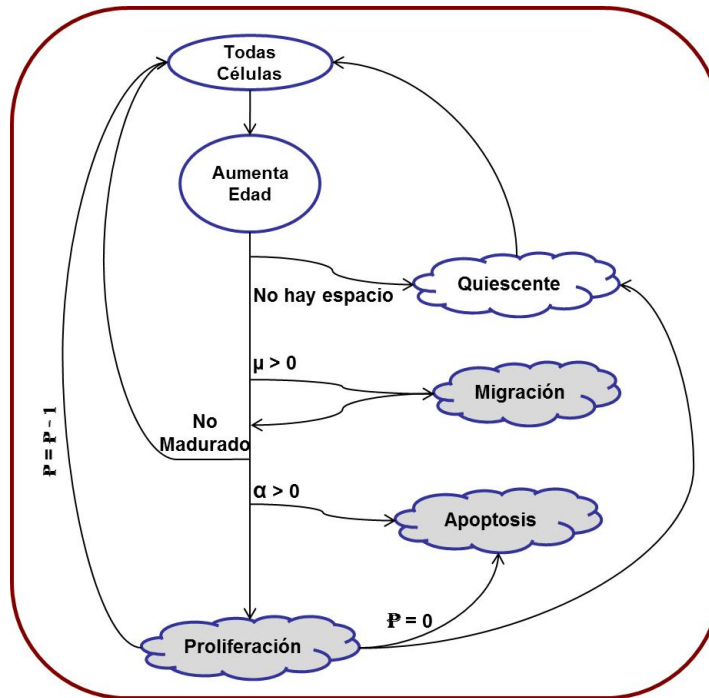 Todas
Células
Aumenta
Edad
No hay espacio
Quiescente
μ > 0
Migración
No
Madurado
P = P - 1
α > 0
Apoptosis
P = 0
Proliferación